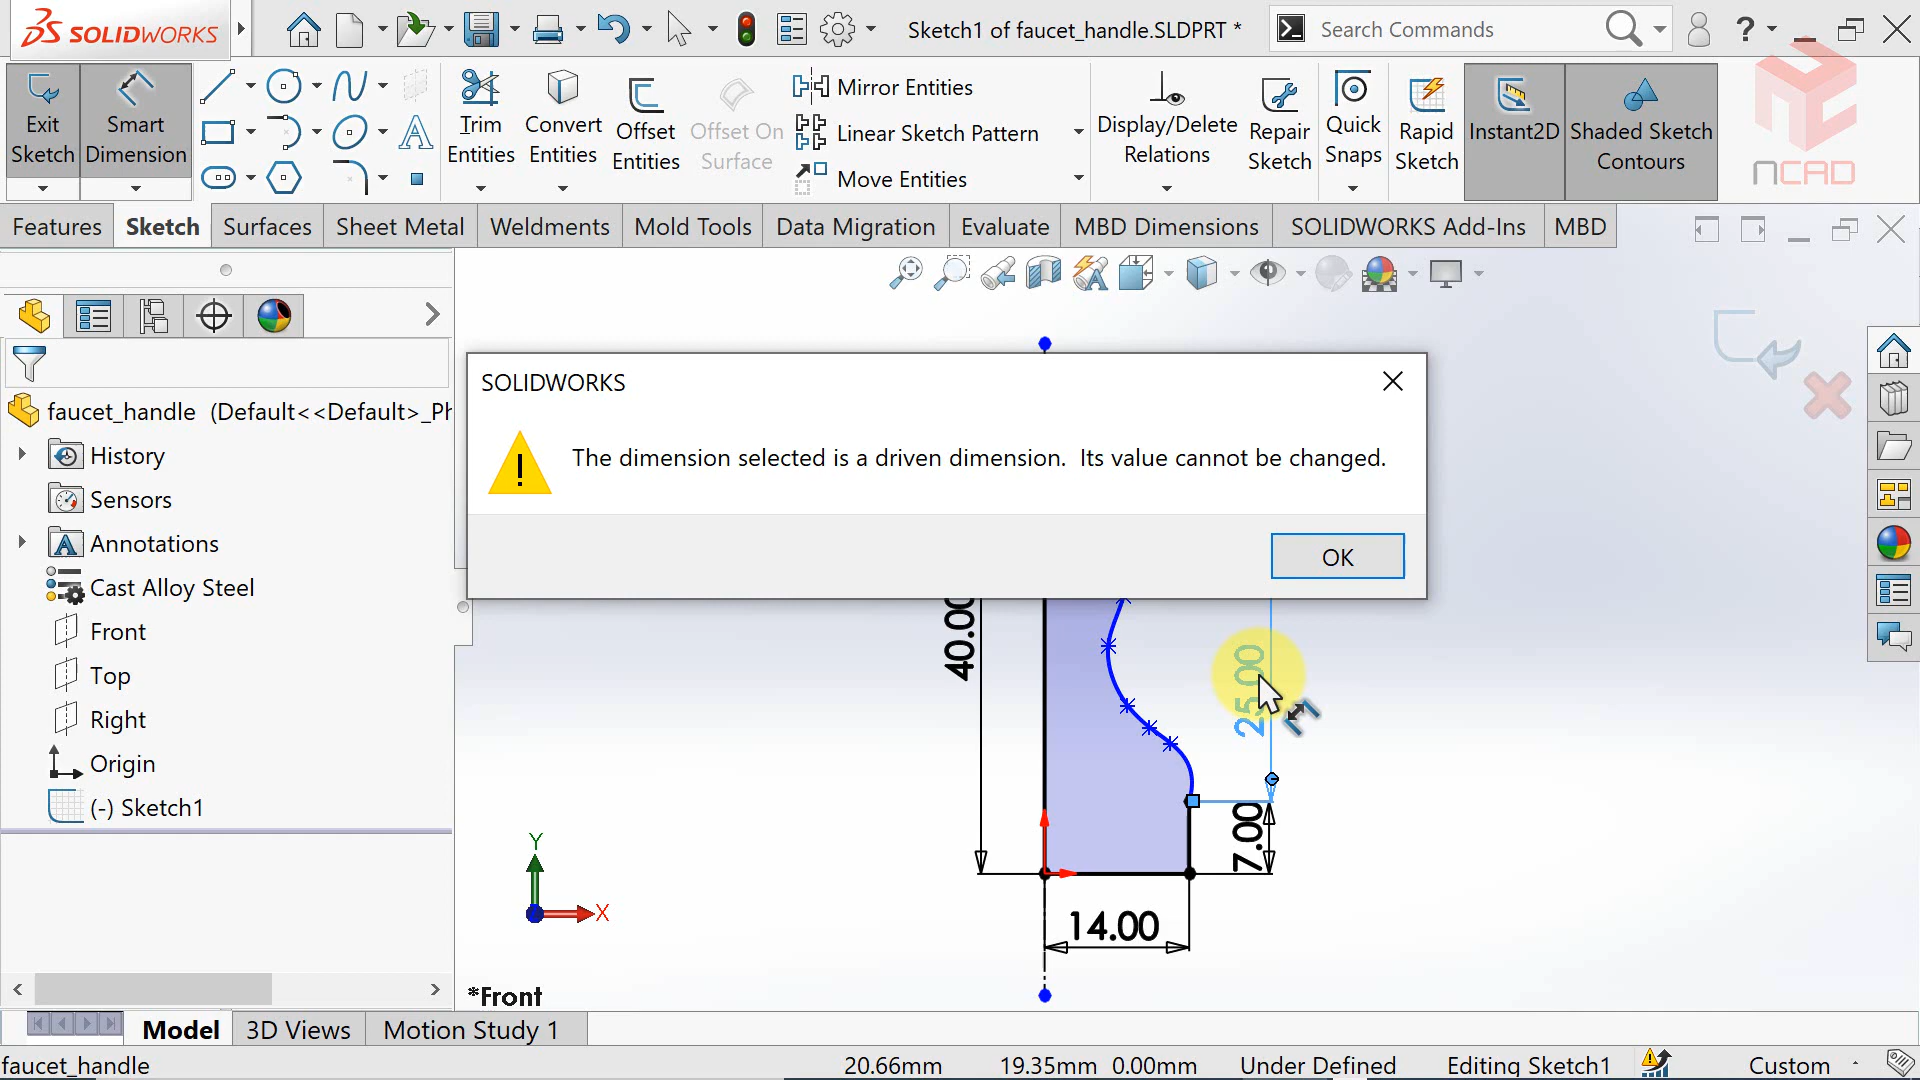 SOLIDWORKS
Sketch1 of faucet_handle.SLDPRT *
Search Commands
?
Exit Sketch
Smart Dimension
Trim Entities
Convert Entities
Offset Entities
Offset On Surface
Mirror Entities
Linear Sketch Pattern
Move Entities
Display/Delete Relations
Repair Sketch
Quick Snaps
Rapid Sketch
Instant2D
Shaded Sketch Contours
NCAD
Features
Sketch
Surfaces
Sheet Metal
Weldments
Mold Tools
Data Migration
Evaluate
MBD Dimensions
SOLIDWORKS Add-Ins
MBD
faucet_handle (Default<<Default>_Ph
History
Sensors
Annotations
Cast Alloy Steel
Front
Top
Right
Origin
(-) Sketch1
SOLIDWORKS
The dimension selected is a driven dimension. Its value cannot be changed.
OK
40.00
25.00
7.00
14.00
Y
X
*Front
Model
3D Views
Motion Study 1
faucet_handle
20.66mm
19.35mm
0.00mm
Under Defined
Editing Sketch1
Custom